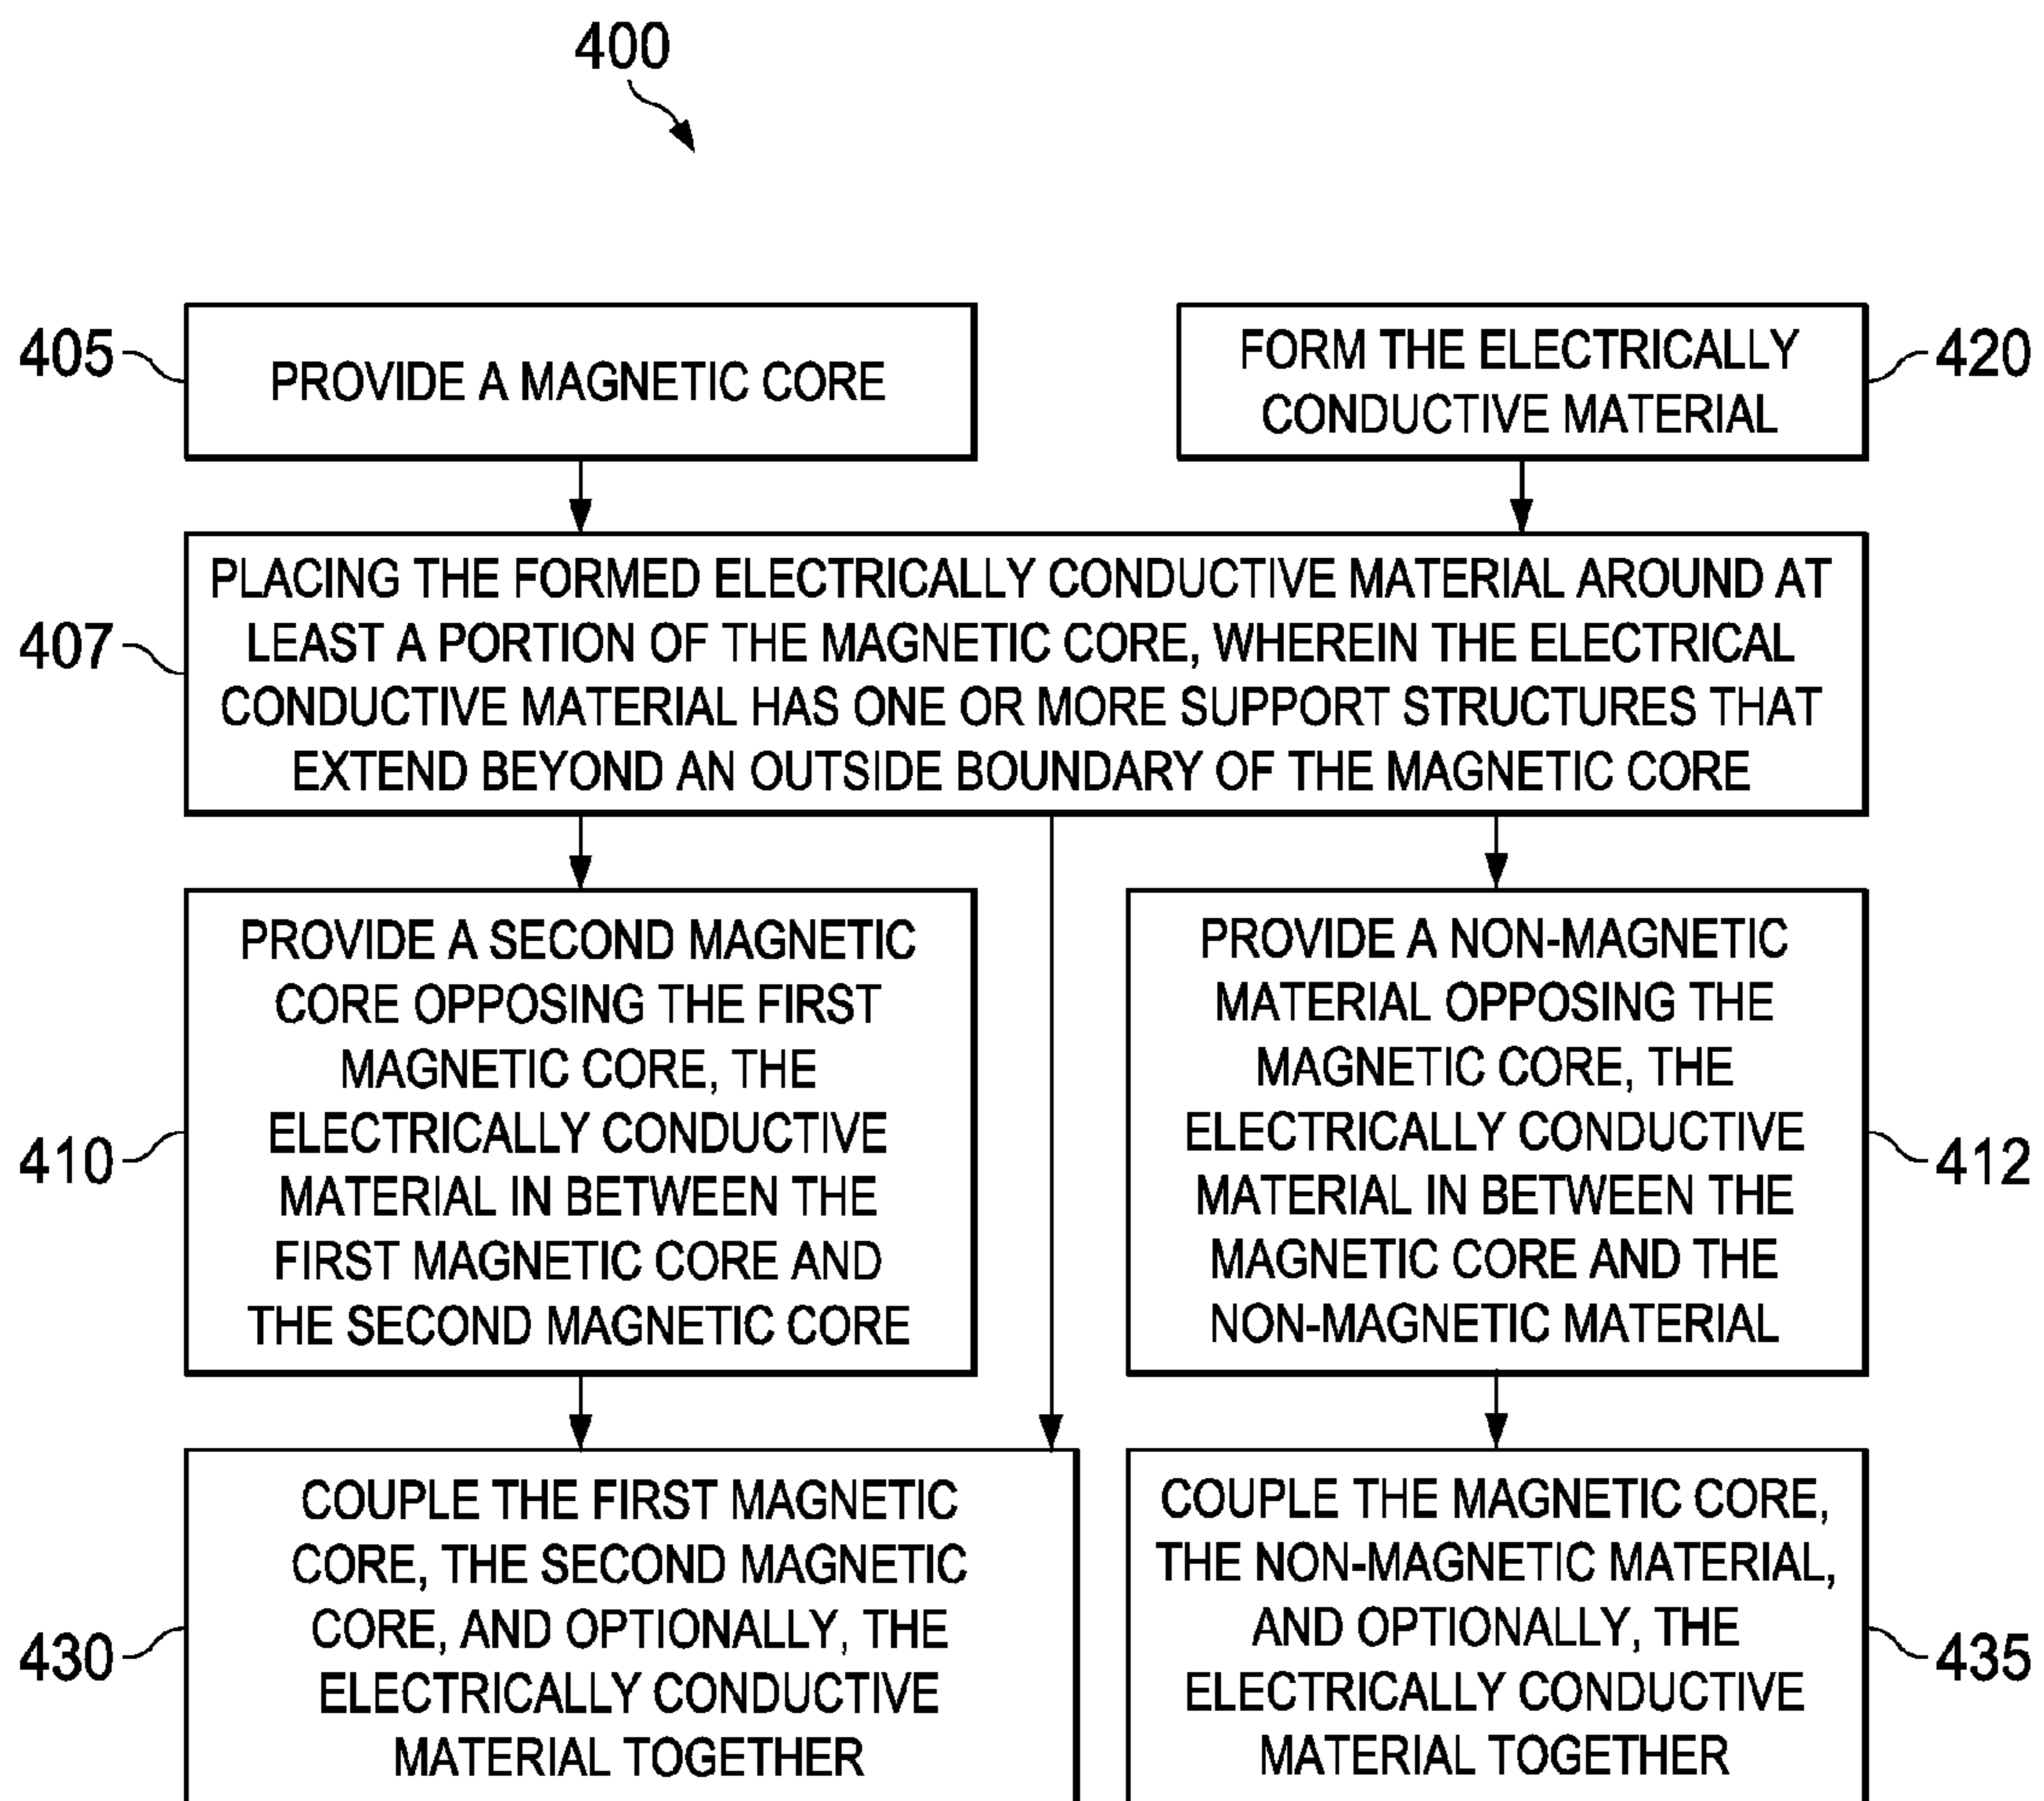 400
405
PROVIDE A MAGNETIC CORE
FORM THE ELECTRICALLY
CONDUCTIVE MATERIAL
420
407
PLACING THE FORMED ELECTRICALLY CONDUCTIVE MATERIAL AROUND AT
LEAST A PORTION OF THE MAGNETIC CORE, WHEREIN THE ELECTRICAL
CONDUCTIVE MATERIAL HAS ONE OR MORE SUPPORT STRUCTURES THAT
EXTEND BEYOND AN OUTSIDE BOUNDARY OF THE MAGNETIC CORE
410
PROVIDE A SECOND MAGNETIC
CORE OPPOSING THE FIRST
MAGNETIC CORE, THE
ELECTRICALLY CONDUCTIVE
MATERIAL IN BETWEEN THE
FIRST MAGNETIC CORE AND
THE SECOND MAGNETIC CORE
PROVIDE A NON-MAGNETIC
MATERIAL OPPOSING THE
MAGNETIC CORE, THE
ELECTRICALLY CONDUCTIVE
MATERIAL IN BETWEEN THE
MAGNETIC CORE AND THE
NON-MAGNETIC MATERIAL
412
430
COUPLE THE FIRST MAGNETIC
CORE, THE SECOND MAGNETIC
CORE, AND OPTIONALLY, THE
ELECTRICALLY CONDUCTIVE
MATERIAL TOGETHER
COUPLE THE MAGNETIC CORE,
THE NON-MAGNETIC MATERIAL,
AND OPTIONALLY, THE
ELECTRICALLY CONDUCTIVE
MATERIAL TOGETHER
435